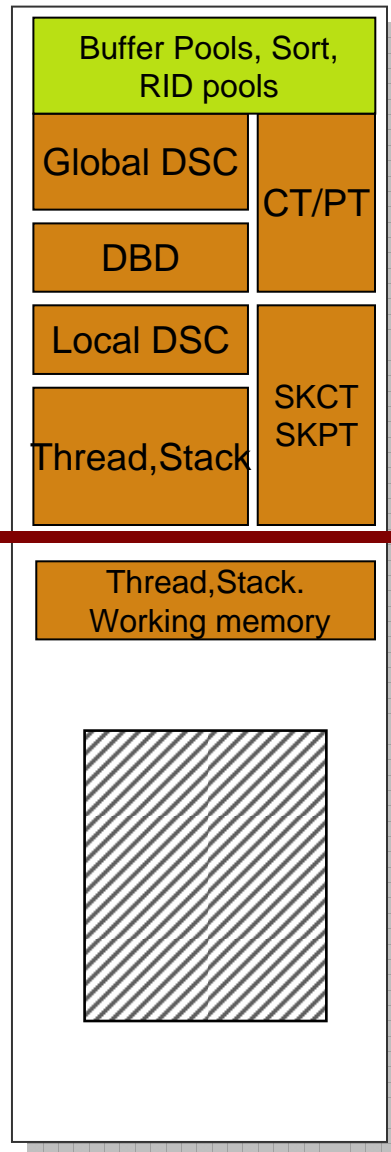 Buffer Pools, Sort,
RID pools
Global DSC
CT/PT
DBD
Local DSC
SKCT
SKPT
Thread,Stack
Thread,Stack.
Working memory